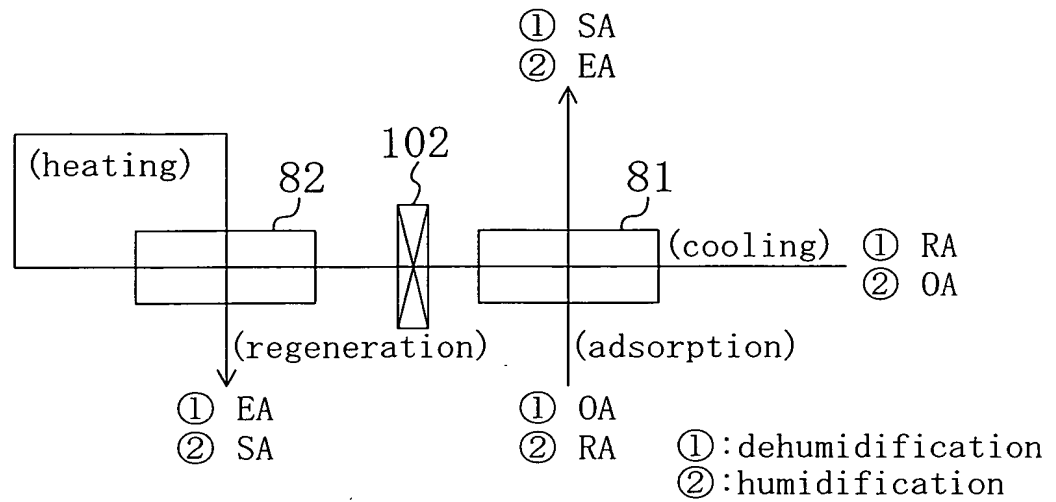 ① SA
② EA
102
(heating)
82
81
(cooling)
① RA
② OA
(regeneration)
(adsorption)
① EA
② SA
① OA
② RA
①:dehumidification
②:humidification